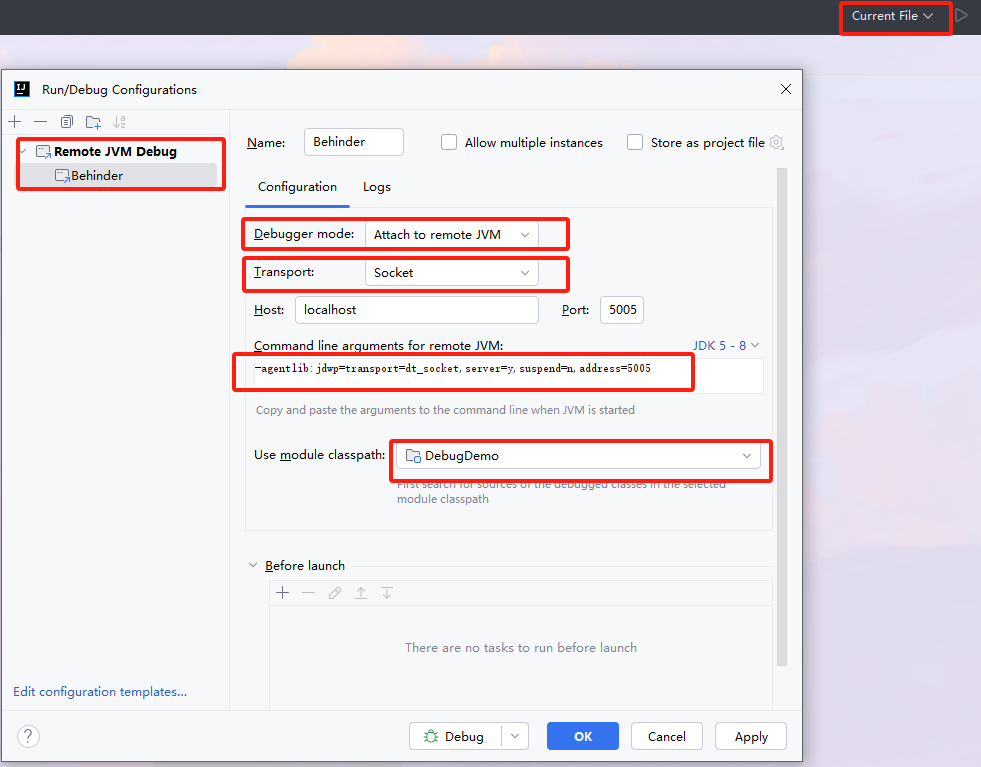 Current File
Run/Debug Configurations
Remote JVM Debug
Behinder
Name: Behinder
Allow multiple instances
Store as project file
Configuration
Logs
Debugger mode: Attach to remote JVM
Transport: Socket
Host: localhost
Port: 5005
Command line arguments for remote JVM:
JDK 5 - 8
-agentlib:jdwp=transport=dt_socket,server=y,suspend=n,address=5005
Copy and paste the arguments to the command line when JVM is started
Use module classpath: DebugDemo
First search for sources of the debugged classes in the selected
module classpath
Before launch
There are no tasks to run before launch
Edit configuration templates...
?
Debug
OK
Cancel
Apply